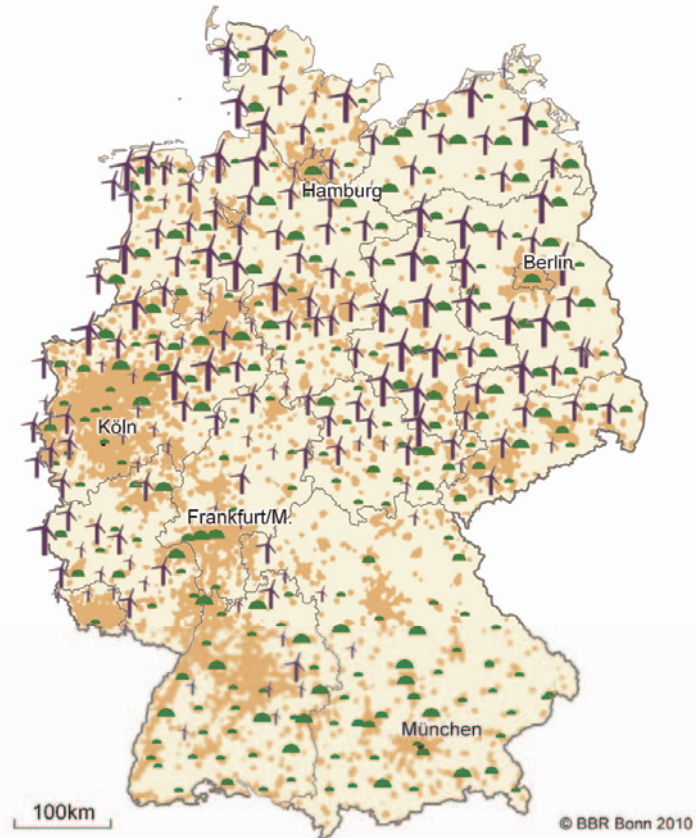 Hamburg
Berlin
Köln
Frankfurt/M.
München
100km
© BBR Bonn 2010